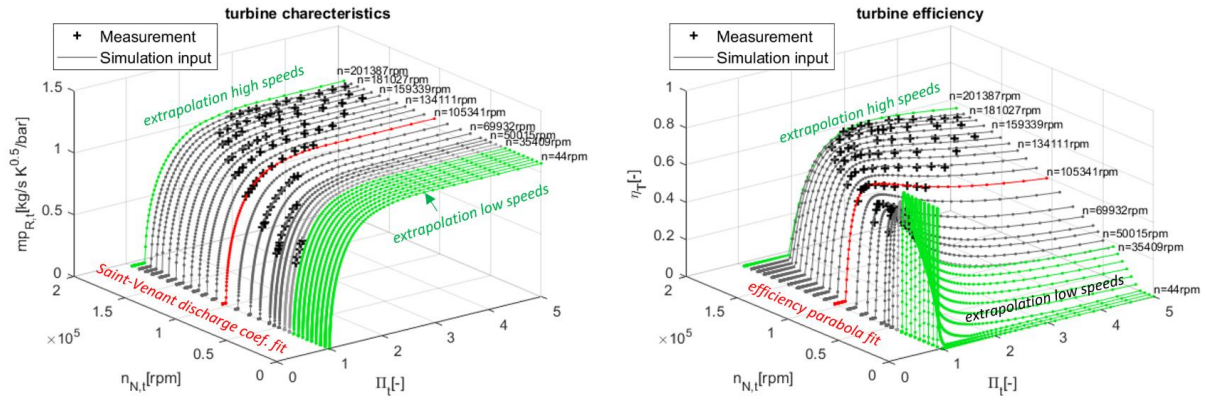 turbine charecteristics
Measurement
Simulation input
extrapolation high speeds
n=201387rpm
n=181027rpm
n=159339rpm
n=134111rpm
n=105341rpm
n=69932rpm
n=50015rpm
n=35409rpm
n=44rpm
extrapolation low speeds
Saint-Venant discharge coef. fit
mp_R,t[kg/s K^0.5/bar]
1.5
1
0.5
0
2
1.5
1
0.5
0
×10^5
n_N,t[rpm]
0
1
2
3
4
5
Π_t[-]
turbine efficiency
Measurement
Simulation input
extrapolation high speeds
n=201387rpm
n=181027rpm
n=159339rpm
n=134111rpm
n=105341rpm
n=69932rpm
n=50015rpm
n=35409rpm
n=44rpm
extrapolation low speeds
efficiency parabola fit
η_T[-]
1
0.8
0.6
0.4
0.2
0
2
1.5
1
0.5
0
×10^5
n_N,t[rpm]
0
1
2
3
4
5
Π_t[-]